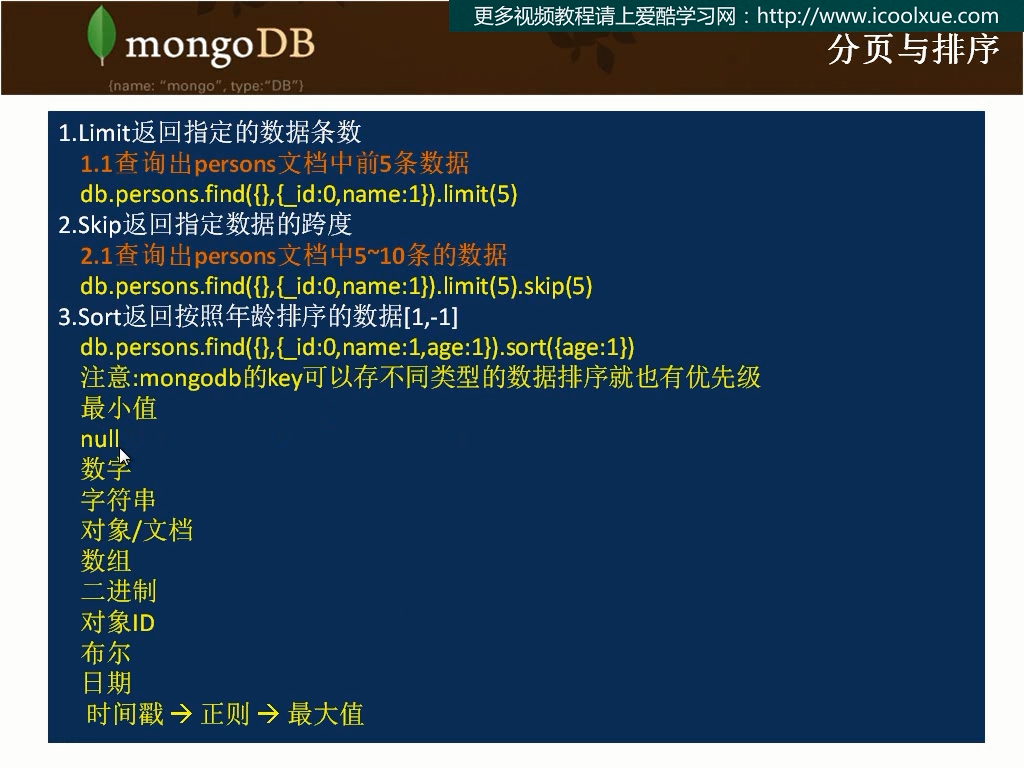 更多视频教程请上爱酷学习网：http://www.icoolxue.com
mongoDB
分页与排序
{name: "mongo", type:"DB"}
1.Limit返回指定的数据条数
1.1查询出persons文档中前5条数据
db.persons.find({},{_id:0,name:1}).limit(5)
2.Skip返回指定数据的跨度
2.1查询出persons文档中5~10条的数据
db.persons.find({},{_id:0,name:1}).limit(5).skip(5)
3.Sort返回按照年龄排序的数据[1,-1]
db.persons.find({},{_id:0,name:1,age:1}).sort({age:1})
注意:mongodb的key可以存不同类型的数据排序就也有优先级
最小值
null
数字
字符串
对象/文档
数组
二进制
对象ID
布尔
日期
时间戳 → 正则 → 最大值